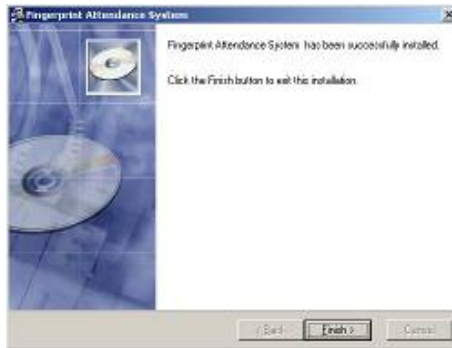 Fingerprint Attendance System
Fingerprint Attendance System has been successfully installed.
Click the Finish button to exit this installation.
< Back
Finish >
Cancel